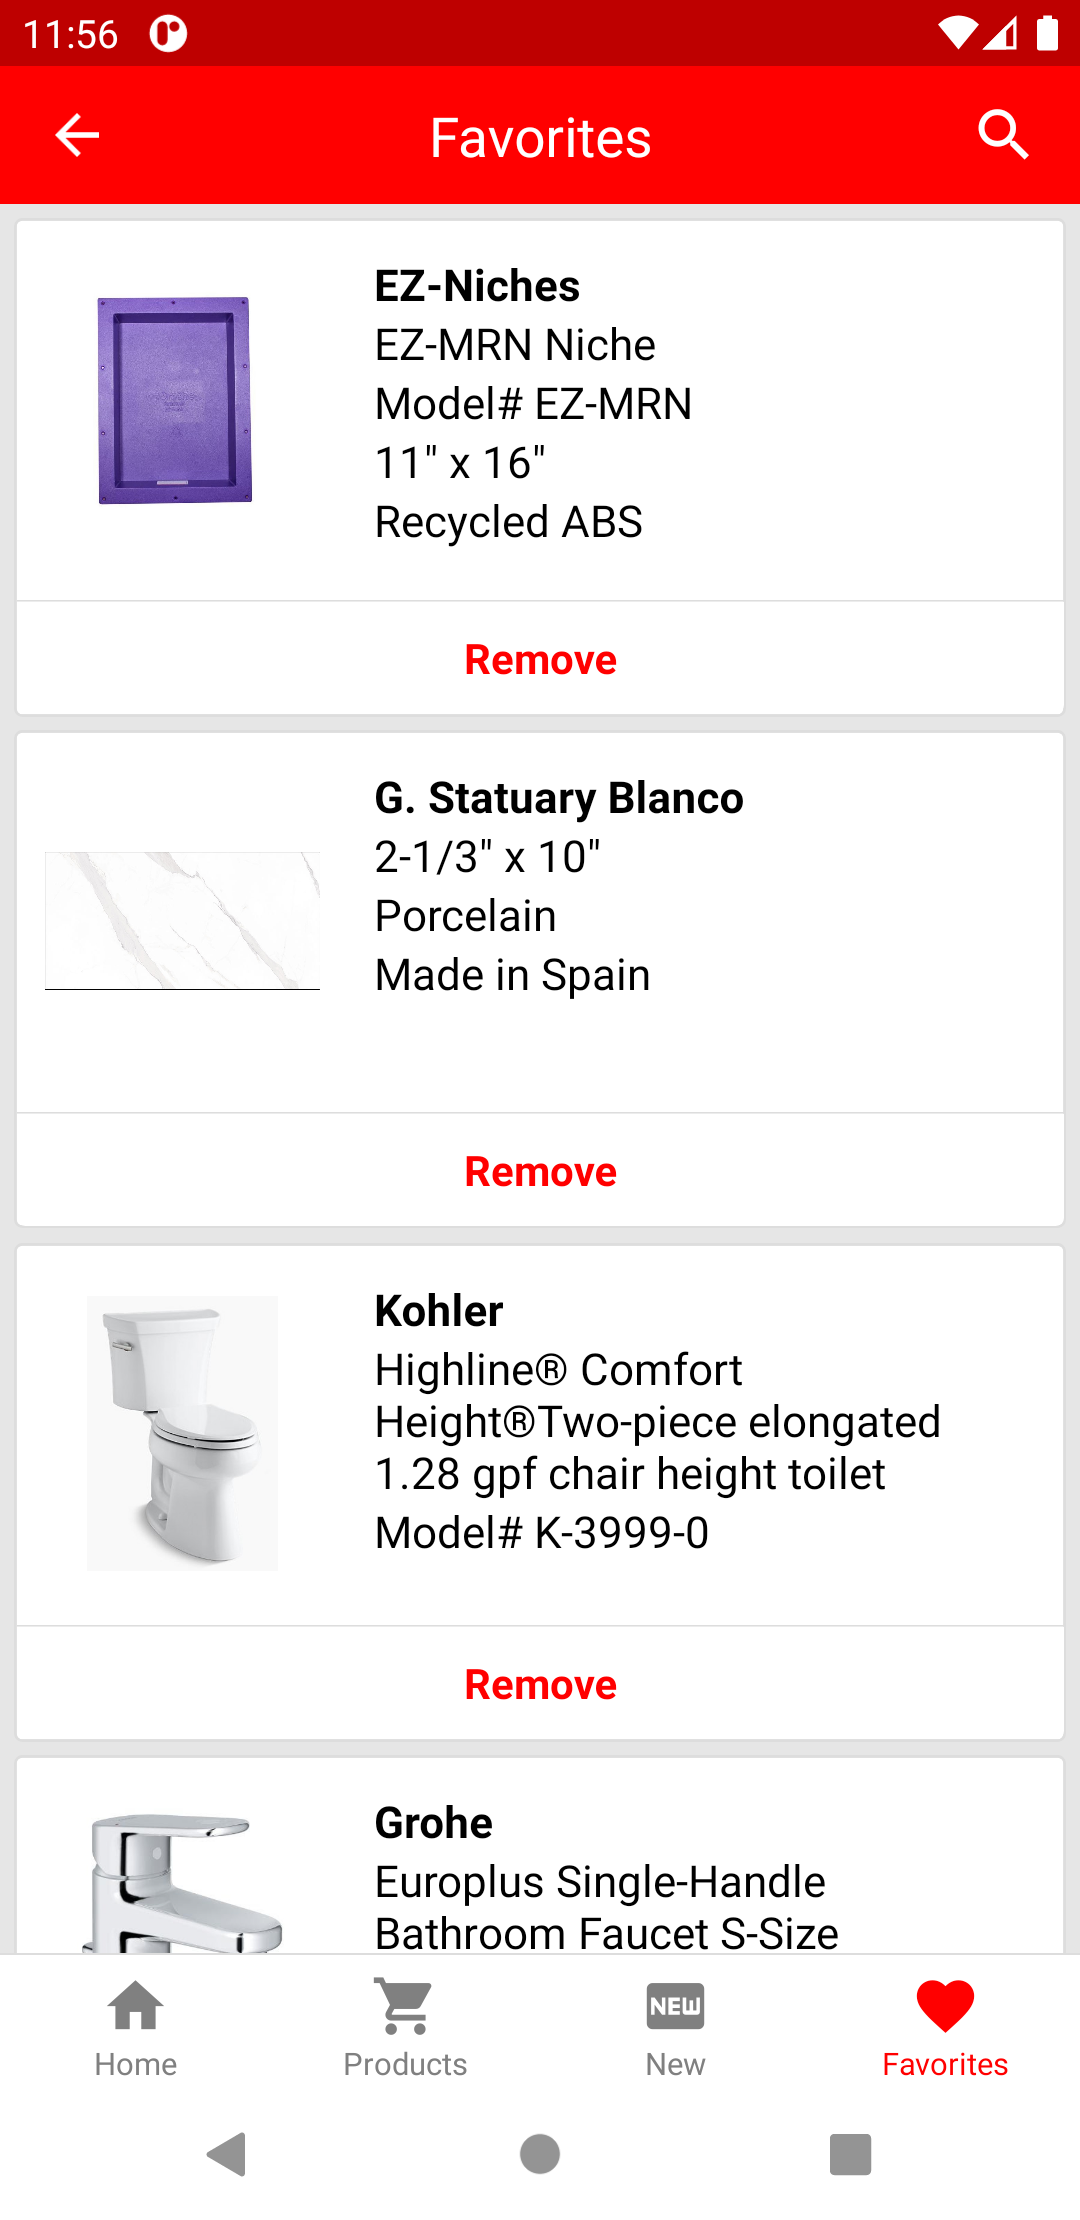 11:56
Favorites
EZ-Niches
EZ-MRN Niche
Model# EZ-MRN
11" x 16"
Recycled ABS
Remove
G. Statuary Blanco
2-1/3" x 10"
Porcelain
Made in Spain
Remove
Kohler
Highline® Comfort
Height®Two-piece elongated
1.28 gpf chair height toilet
Model# K-3999-0
Remove
Grohe
Europlus Single-Handle
Bathroom Faucet S-Size
NEW
Home
Products
New
Favorites